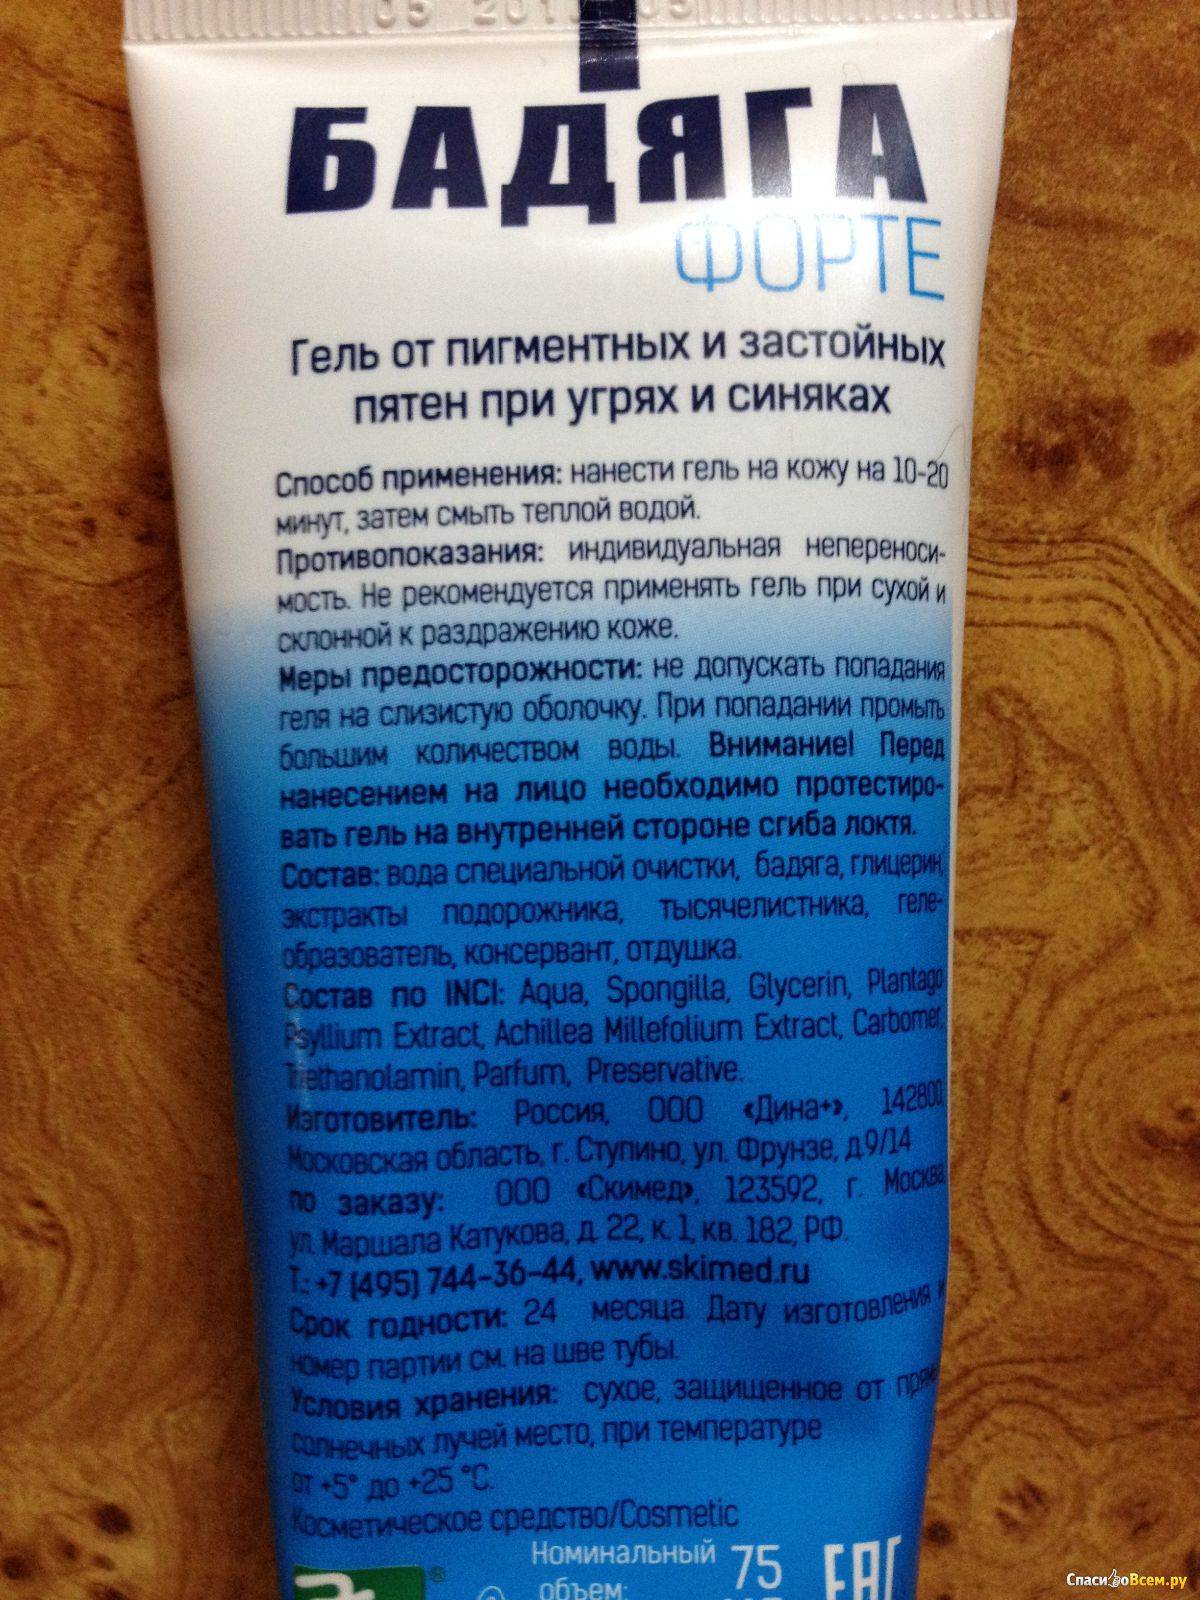 БАДЯГА
ФОРТЕ
Гель от пигментных и застойных
пятен при угрях и синяках
Способ применения: нанести гель на кожу на 10-20
минут, затем смыть теплой водой.
Противопоказания: индивидуальная непереноси-
мость. Не рекомендуется применять гель при сухой и
склонной к раздражению коже.
Меры предосторожности: не допускать попадания
геля на слизистую оболочку. При попадании промыть
большим количеством воды. Внимание! Перед
нанесением на лицо необходимо протестиро-
вать гель на внутренней стороне сгиба локтя.
Состав: вода специальной очистки, бадяга, глицерин,
экстракты подорожника, тысячелистника, геле-
образователь, консервант, отдушка.
Состав по INCI: Aqua, Spongilla, Glycerin, Plantago
Psyllium Extract, Achillea Millefolium Extract, Carbomer,
Triethanolamin, Parfum, Preservative.
Изготовитель: Россия, ООО «Дина+», 142800,
Московская область, г. Ступино, ул. Фрунзе, д.9/14
по заказу: ООО «Скимед», 123592, г. Москва,
ул. Маршала Катукова, д. 22, к. 1, кв. 182, РФ.
Т.: +7 (495) 744-36-44, www.skimed.ru
Срок годности: 24 месяца. Дату изготовления и
номер партии см. на шве тубы.
Условия хранения: сухое, защищенное от
солнечных лучей место, при температуре
от +5° до +25 °C.
Косметическое средство/Cosmetic
Номинальный 75
объем:
EAC
СпасибоВсем.ру